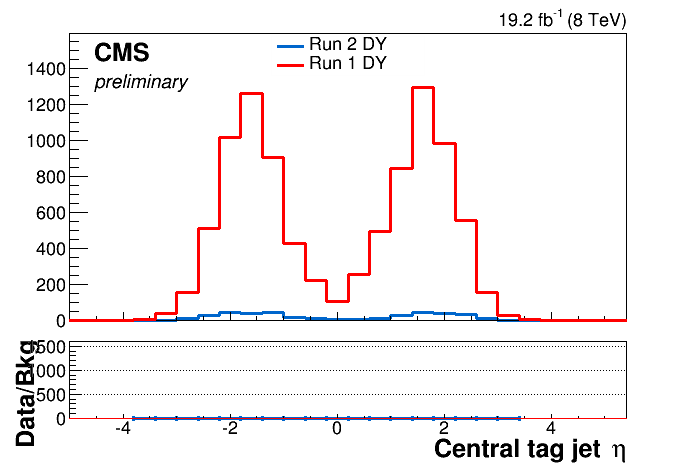 19.2 fb⁻¹ (8 TeV)
CMS
preliminary
Run 2 DY
Run 1 DY
1400
1200
1000
800
600
400
200
0
Data/Bkg
1500
1000
500
0
-4 -2 0 2 4
Central tag jet η